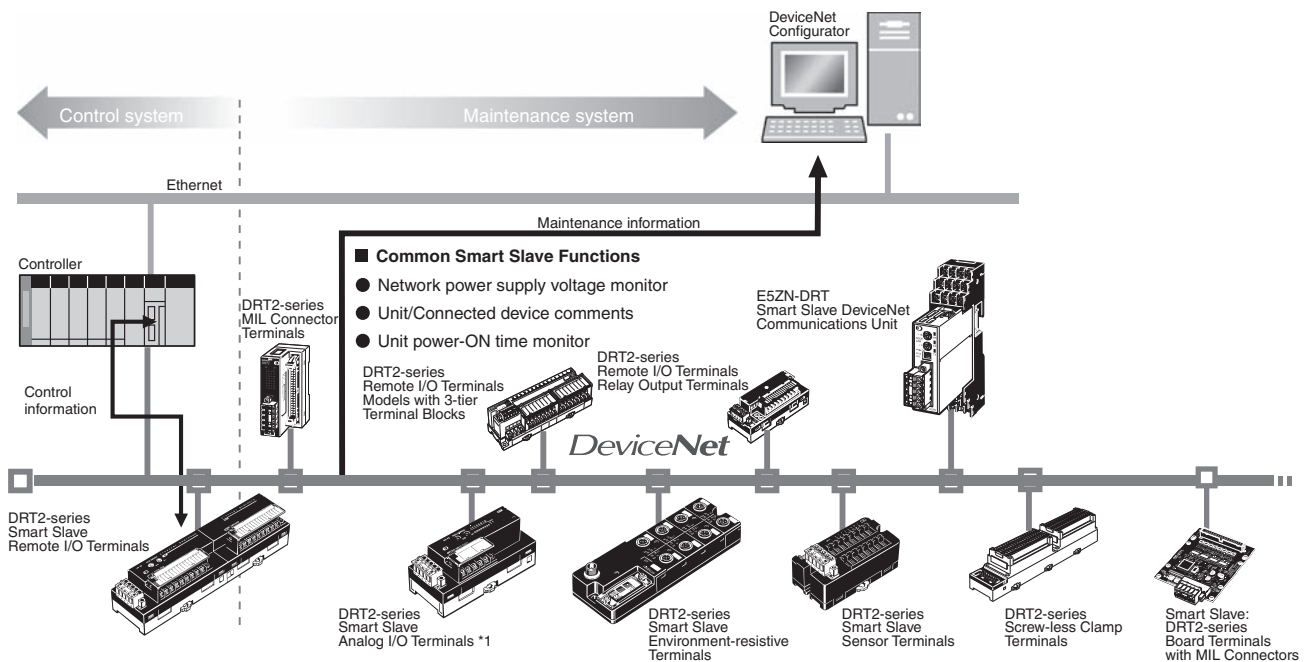 DeviceNet
Configurator
Control system
Maintenance system
Ethernet
Maintenance information
■ Common Smart Slave Functions
● Network power supply voltage monitor
● Unit/Connected device comments
● Unit power-ON time monitor
Controller
DRT2-series
MIL Connector
Terminals
E5ZN-DRT
Smart Slave DeviceNet
Communications Unit
DRT2-series
Remote I/O Terminals
Models with 3-tier
Terminal Blocks
DRT2-series
Remote I/O Terminals
Relay Output Terminals
Control
information
DeviceNet
DRT2-series
Smart Slave
Remote I/O Terminals
DRT2-series
Smart Slave
Analog I/O Terminals *1
DRT2-series
Smart Slave
Environment-resistive
Terminals
DRT2-series
Smart Slave
Sensor Terminals
DRT2-series
Screw-less Clamp
Terminals
Smart Slave:
DRT2-series
Board Terminals
with MIL Connectors